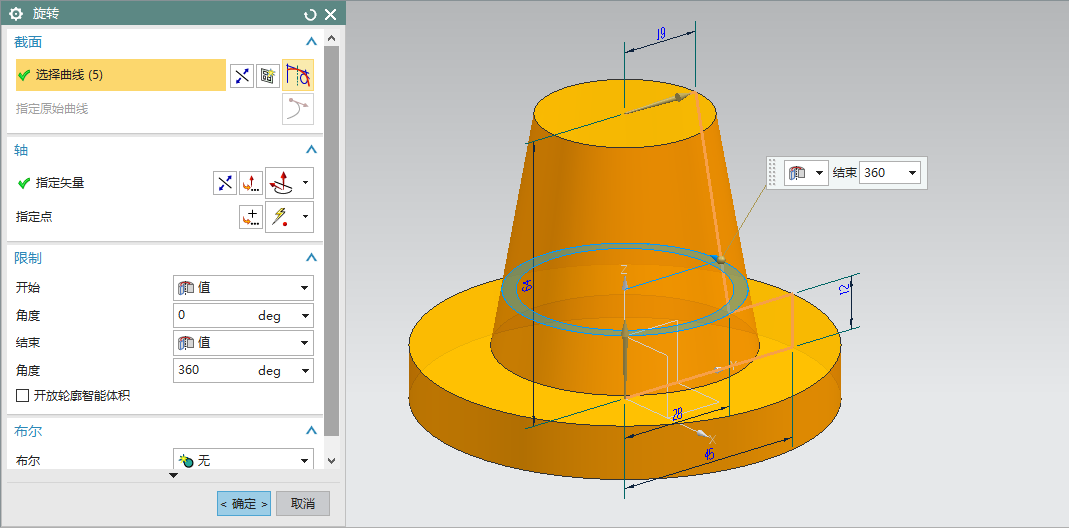 旋转
截面
选择曲线 (5)
指定原始曲线
轴
指定矢量
指定点
限制
开始
值
角度
0 deg
结束
值
角度
360 deg
开放轮廓智能体积
布尔
布尔
无
< 确定 >
取消
19
结束 360
64
Z
12
28
X
45